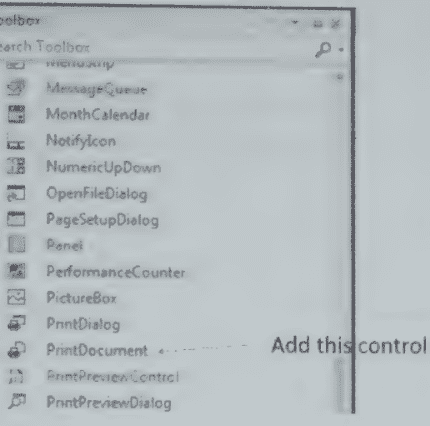 oolbox
earch Toolbox
MenuStrip
MessageQueue
MonthCalendar
NotifyIcon
NumericUpDown
OpenFileDialog
PageSetupDialog
Panel
PerformanceCounter
PictureBox
PrintDialog
PrintDocument Add this control
PrintPreviewControl
PrintPreviewDialog